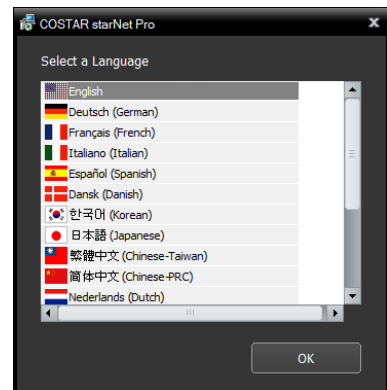 COSTAR starNet Pro
Select a Language
English
Deutsch (German)
Français (French)
Italiano (Italian)
Español (Spanish)
Dansk (Danish)
한국어 (Korean)
日本語 (Japanese)
繁體中文 (Chinese-Taiwan)
简体中文 (Chinese-PRC)
Nederlands (Dutch)
OK